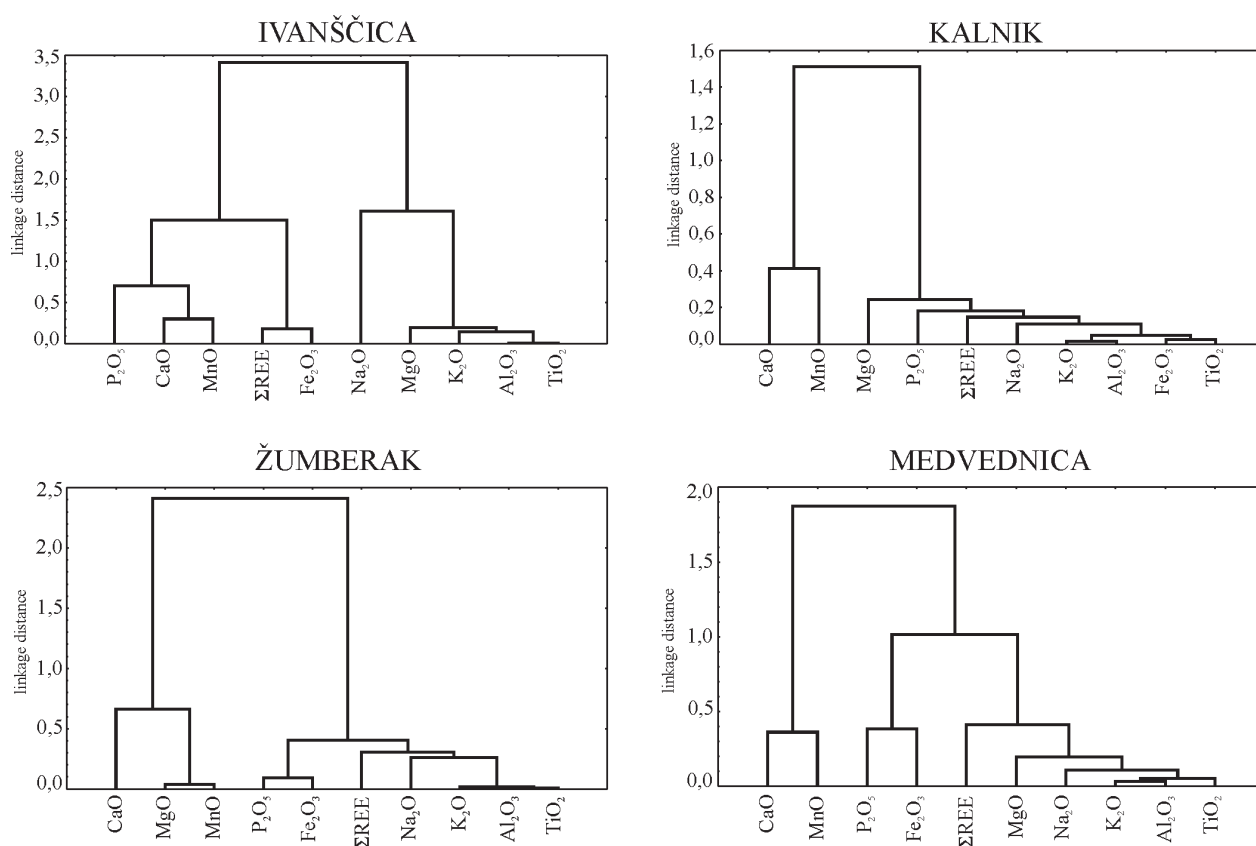 IVANŠČICA
linkage distance
3,5
3,0
2,5
2,0
1,5
1,0
0,5
0,0
P₂O₅ CaO MnO ΣREE Fe₂O₃ Na₂O MgO K₂O Al₂O₃ TiO₂
KALNIK
linkage distance
1,6
1,4
1,2
1,0
0,8
0,6
0,4
0,2
0,0
CaO MnO MgO P₂O₅ ΣREE Na₂O K₂O Al₂O₃ Fe₂O₃ TiO₂
ŽUMBERAK
linkage distance
2,5
2,0
1,5
1,0
0,5
0,0
CaO MgO MnO P₂O₅ Fe₂O₃ ΣREE Na₂O K₂O Al₂O₃ TiO₂
MEDVEDNICA
linkage distance
2,0
1,5
1,0
0,5
0,0
CaO MnO P₂O₅ Fe₂O₃ ΣREE MgO Na₂O K₂O Al₂O₃ TiO₂